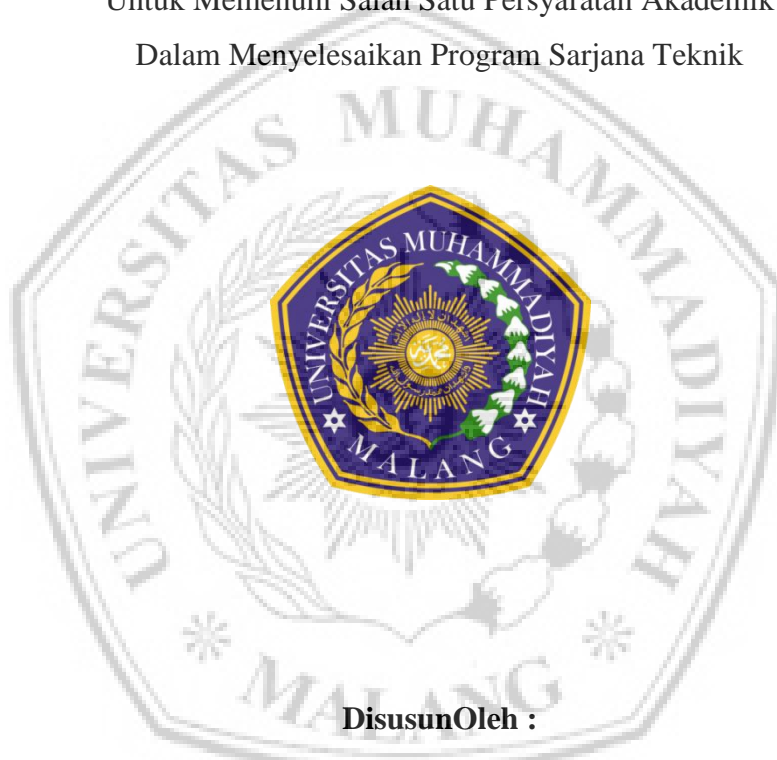 Untuk Memenuhi Salah Satu Persyaratan Akademik
Dalam Menyelesaikan Program Sarjana Teknik
UNIVERSITAS MUHAMMADIYAH
MALANG
UNIVERSITAS MUHAMMADIYAH
MALANG
DisusunOleh :